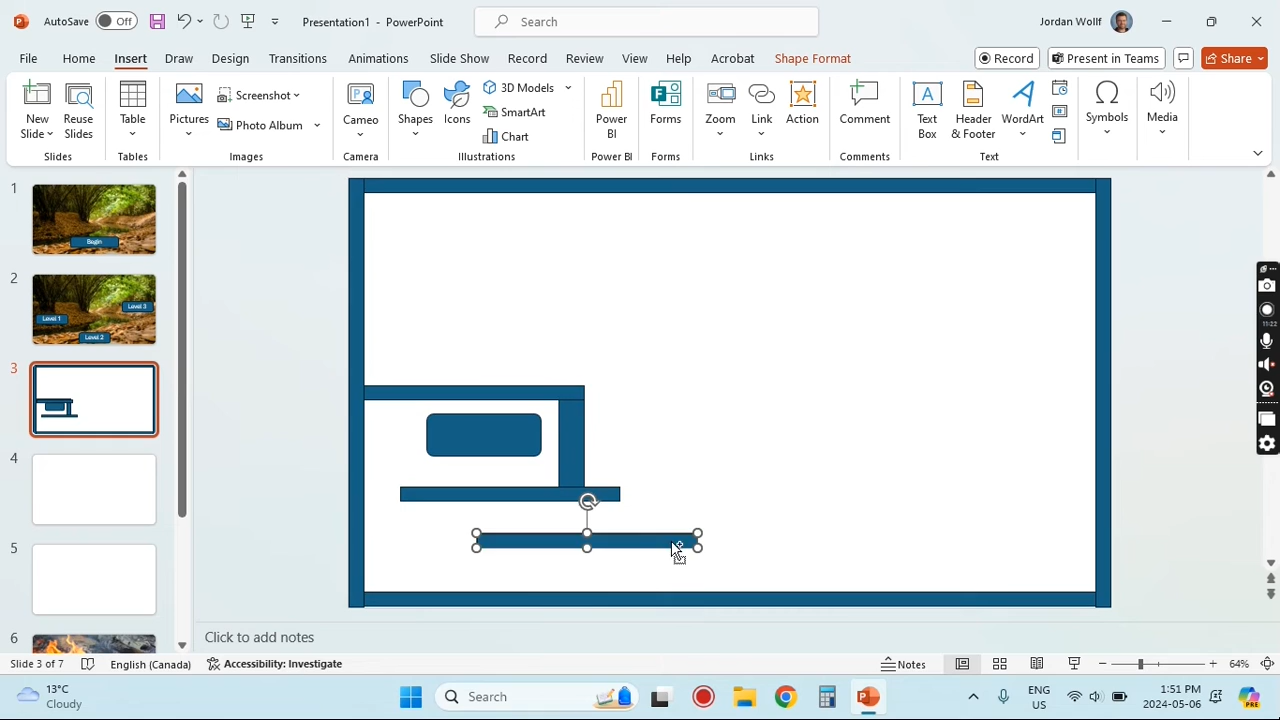 AutoSave Off Presentation1 - PowerPoint Search Jordan Wollf
File Home Insert Draw Design Transitions Animations Slide Show Record Review View Help Acrobat Shape Format Record Present in Teams Share
New Slide
Reuse Slides
Slides
Table
Tables
Pictures
Screenshot
Photo Album
Images
Cameo
Camera
Shapes
Icons
3D Models
SmartArt
Chart
Illustrations
Power BI
Power BI
Forms
Forms
Zoom
Link
Action
Links
Comment
Comments
Text Box
Header & Footer
WordArt
Text
Symbols
Media
Media
1
Begin
2
Level 1
Level 2
Level 3
3
4
5
6
11:22
Click to add notes
Slide 3 of 7 English (Canada) Accessibility: Investigate Notes 64%
13°C
Cloudy
Search
PRE
ENG
US
1:51 PM
2024-05-06